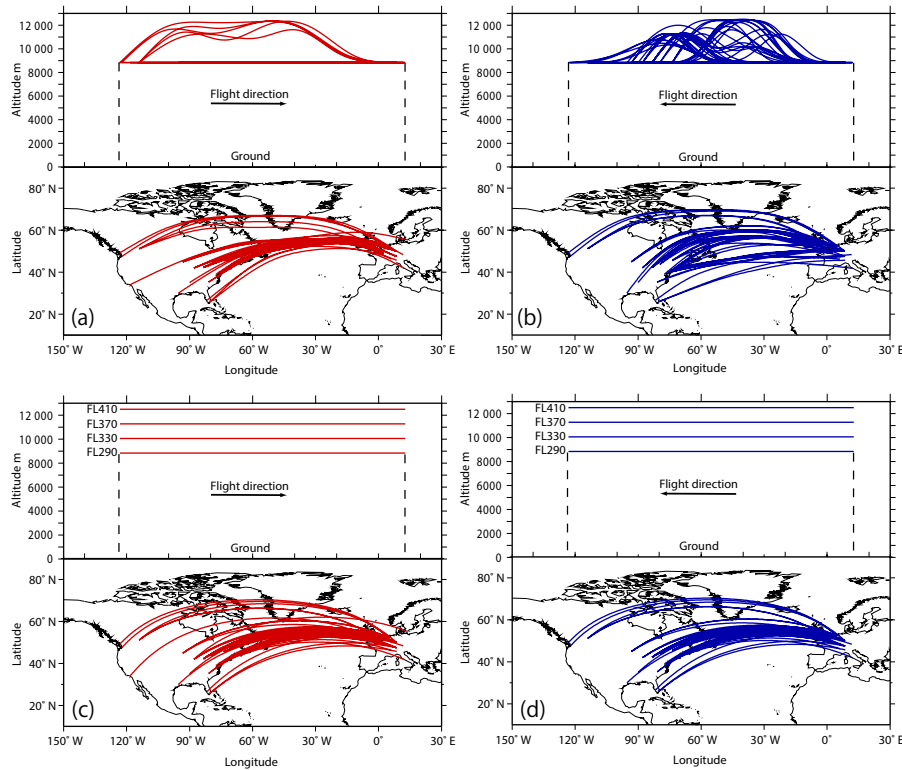 12 000
10 000
8000
6000
4000
2000
0
Altitude m
Flight direction
Ground
80° N
60° N
40° N
20° N
Latitude
(a)
150° W 120° W 90° W 60° W 30° W 0° 30° E
Longitude
12 000
10 000
8000
6000
4000
2000
0
Altitude m
Flight direction
Ground
80° N
60° N
40° N
20° N
Latitude
(b)
150° W 120° W 90° W 60° W 30° W 0° 30° E
Longitude
12 000
10 000
8000
6000
4000
2000
0
Altitude m
FL410
FL370
FL330
FL290
Flight direction
Ground
80° N
60° N
40° N
20° N
Latitude
(c)
150° W 120° W 90° W 60° W 30° W 0° 30° E
Longitude
12 000
10 000
8000
6000
4000
2000
0
Altitude m
FL410
FL370
FL330
FL290
Flight direction
Ground
80° N
60° N
40° N
20° N
Latitude
(d)
150° W 120° W 90° W 60° W 30° W 0° 30° E
Longitude